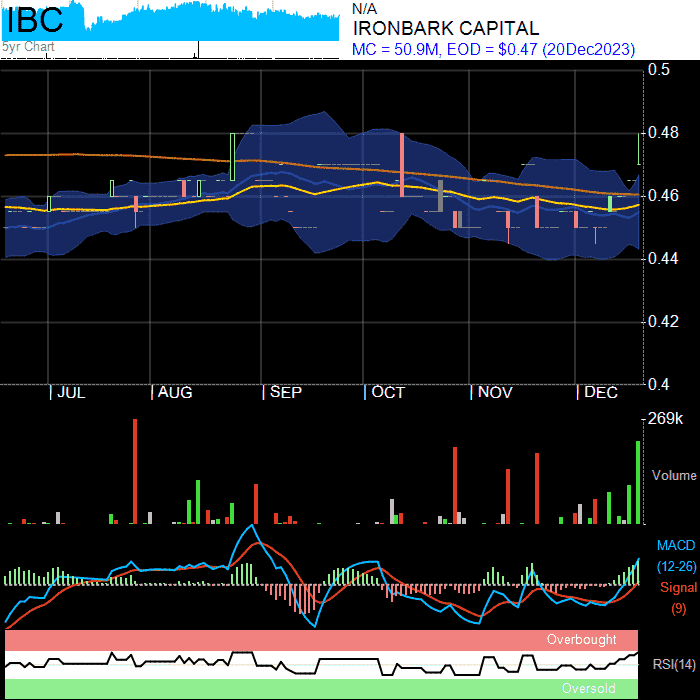 IBC
5yr Chart
N/A
IRONBARK CAPITAL
MC = 50.9M, EOD = $0.47 (20Dec2023)
0.5
0.48
0.46
0.44
0.42
0.4
JUL AUG SEP OCT NOV DEC
269k
Volume
MACD
(12-26)
Signal
(9)
Overbought
RSI(14)
Oversold